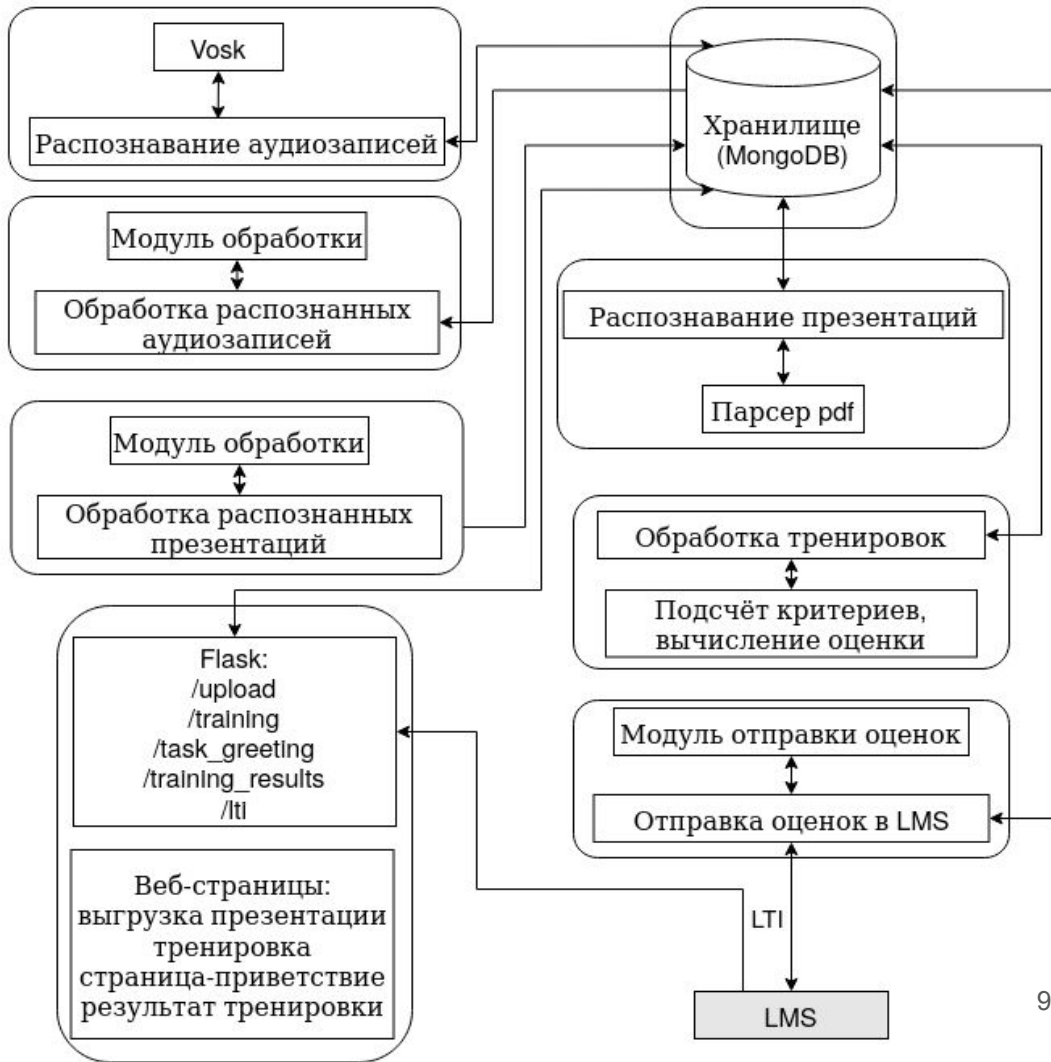 Vosk
Распознавание аудиозаписей
Хранилище
(MongoDB)
Модуль обработки
Обработка распознанных
аудиозаписей
Распознавание презентаций
Парсер pdf
Модуль обработки
Обработка распознанных
презентаций
Обработка тренировок
Подсчёт критериев,
вычисление оценки
Flask:
/upload
/training
/task_greeting
/training_results
/lti
Модуль отправки оценок
Отправка оценок в LMS
Веб-страницы:
выгрузка презентации
тренировка
страница-приветствие
результат тренировки
LTI
LMS
9